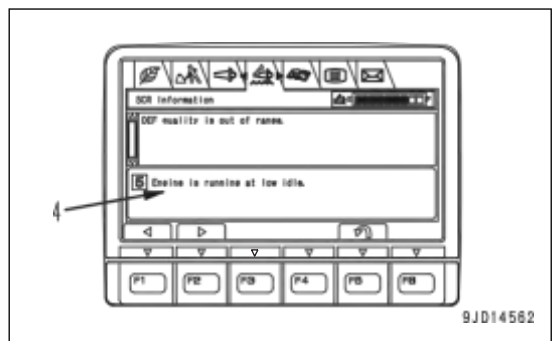 SCR Information
E F
DEF quality is out of range.
5 Engine is running at low idle.
4
F1 F2 F3 F4 F5 F6
9JD14562